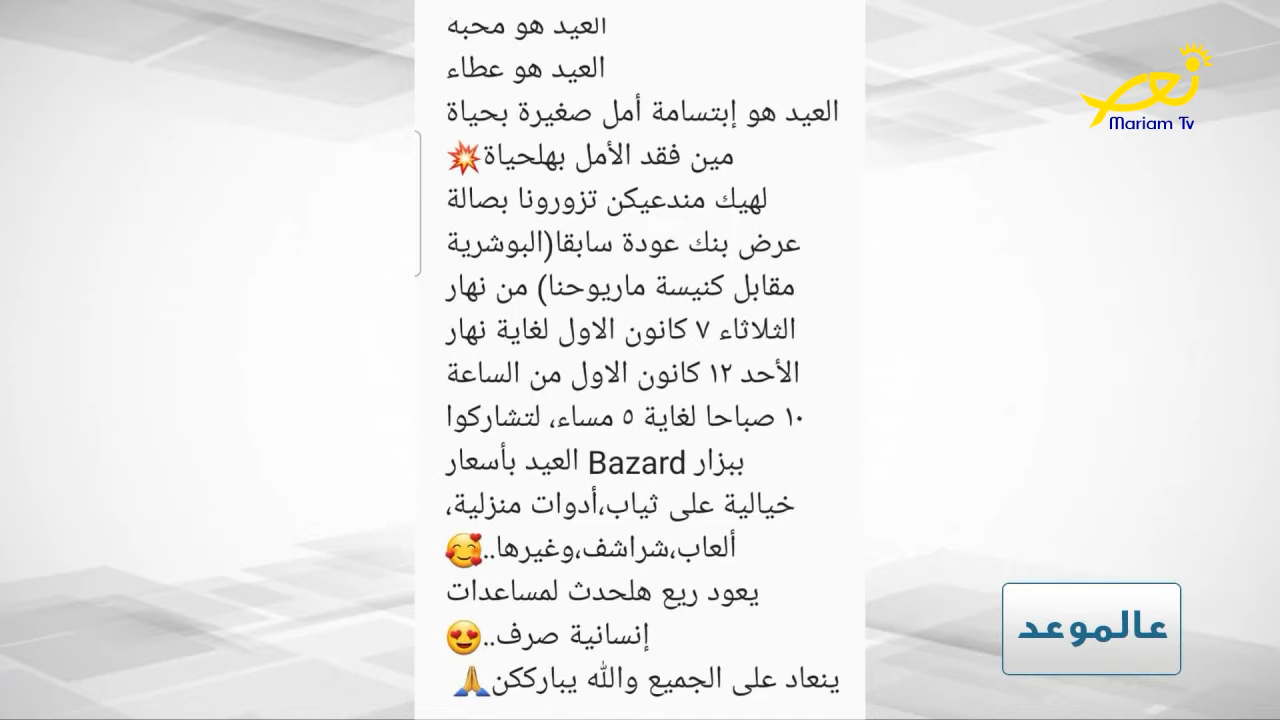 العيد هو محبه
العيد هو عطاء
العيد هو إبتسامة أمل صغيرة بحياة
مين فقد الأمل بهلحياة💥
لهيك مندعيكن تزورونا بصالة
عرض بنك عودة سابقا(البوشرية
مقابل كنيسة ماريوحنا) من نهار
الثلاثاء ٧ كانون الاول لغاية نهار
الأحد ١٢ كانون الاول من الساعة
١٠ صباحا لغاية ٥ مساء، لتشاركوا
ببزار Bazard العيد بأسعار
خيالية على ثياب،أدوات منزلية،
ألعاب،شراشف،وغيرها..🥰
يعود ريع هلحدث لمساعدات
إنسانية صرف..😍
ينعاد على الجميع والله يبارككن🙏
نعم
Mariam Tv
عالموعد